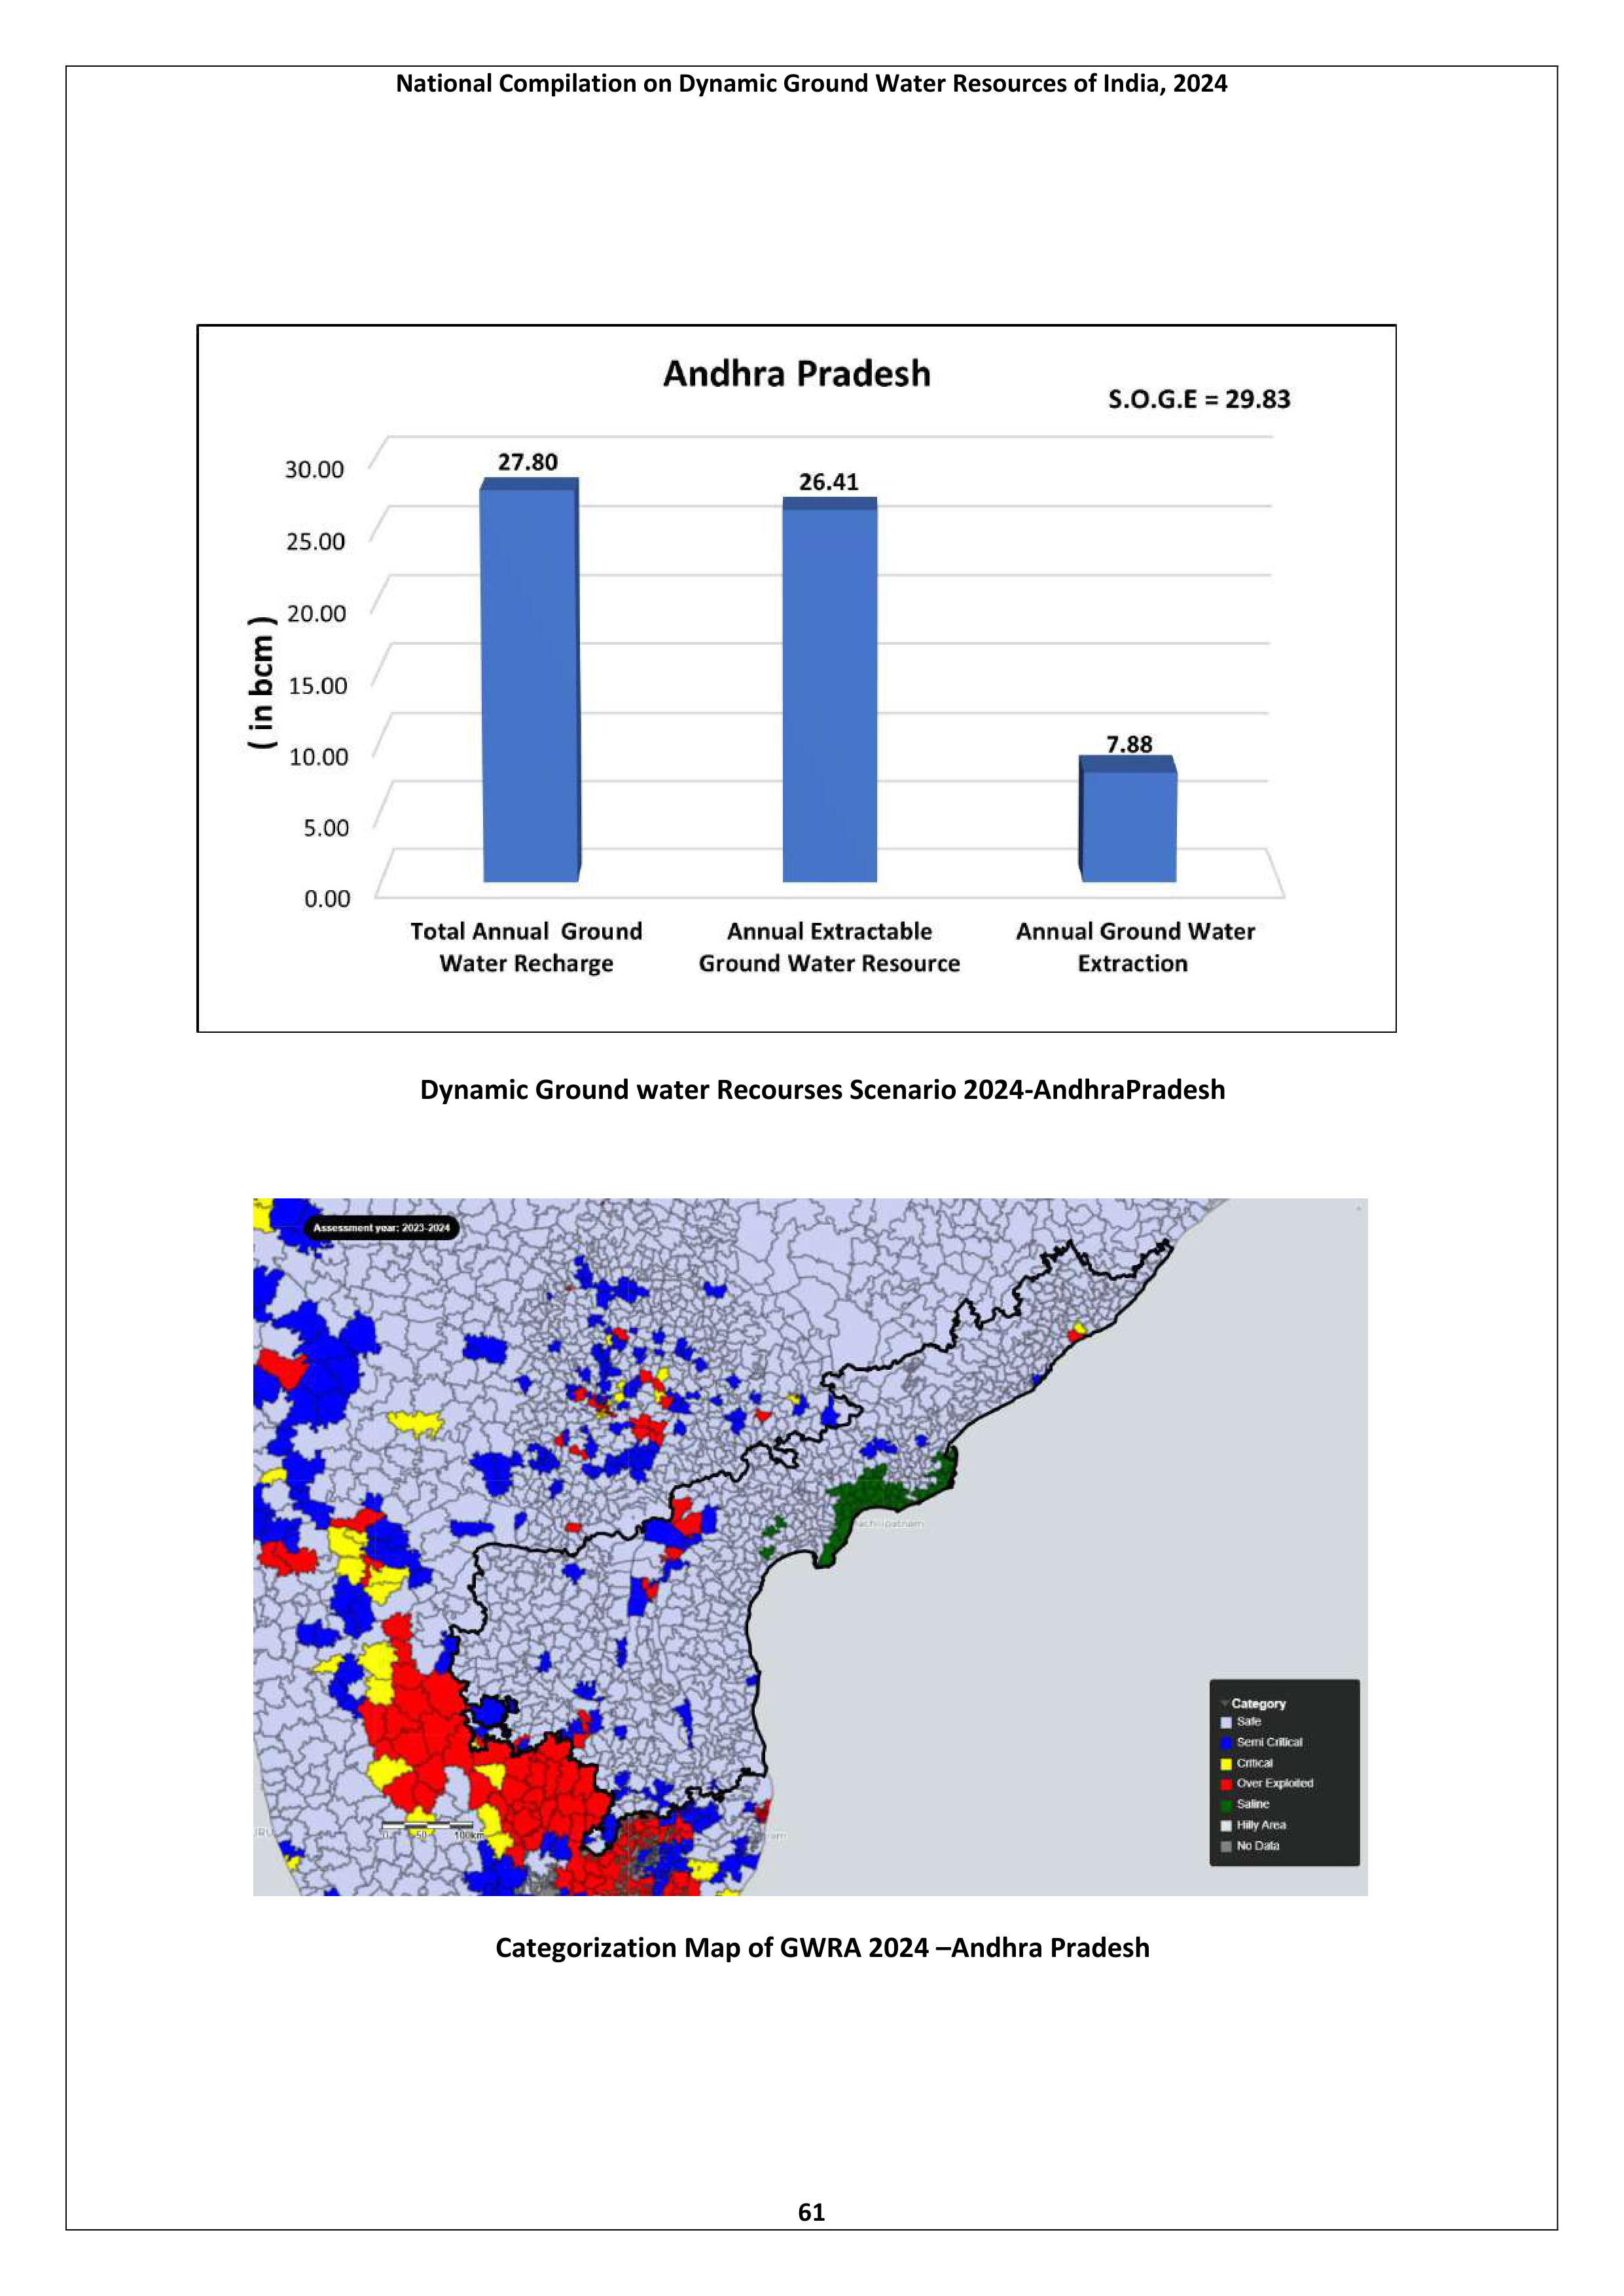 National Compilation on Dynamic Ground Water Resources of India, 2024
Andhra Pradesh
S.O.G.E = 29.83
( in bcm )
30.00
25.00
20.00
15.00
10.00
5.00
0.00
27.80
26.41
7.88
Total Annual Ground
Water Recharge
Annual Extractable
Ground Water Resource
Annual Ground Water
Extraction
Dynamic Ground water Recourses Scenario 2024-AndhraPradesh
Assessment year: 2023-2024
Category
Safe
Semi Critical
Critical
Over Exploited
Saline
Hilly Area
No Data
0 50 100km
Categorization Map of GWRA 2024 –Andhra Pradesh
61